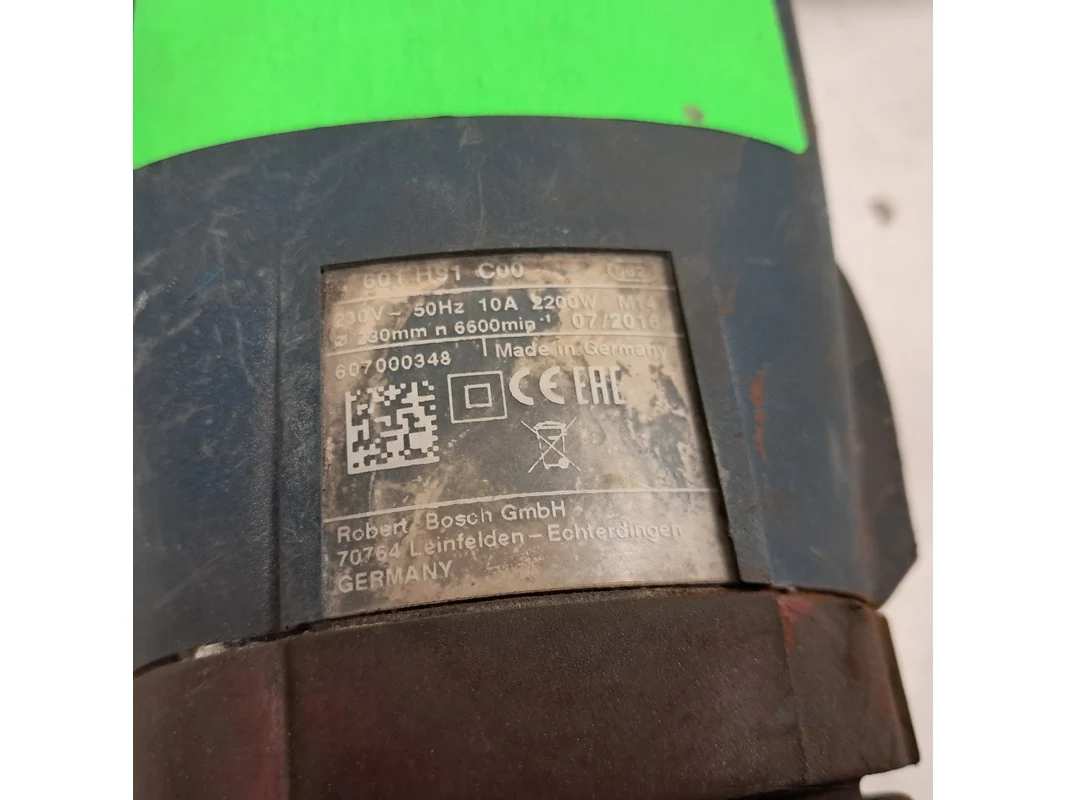 601 H91 C00
230V ~ 50Hz 10A 2200W M14
⌀ 230mm n 6600min⁻¹ 07/2016
607000348 Made in Germany
CE EAC
Robert Bosch GmbH
70764 Leinfelden-Echterdingen
GERMANY